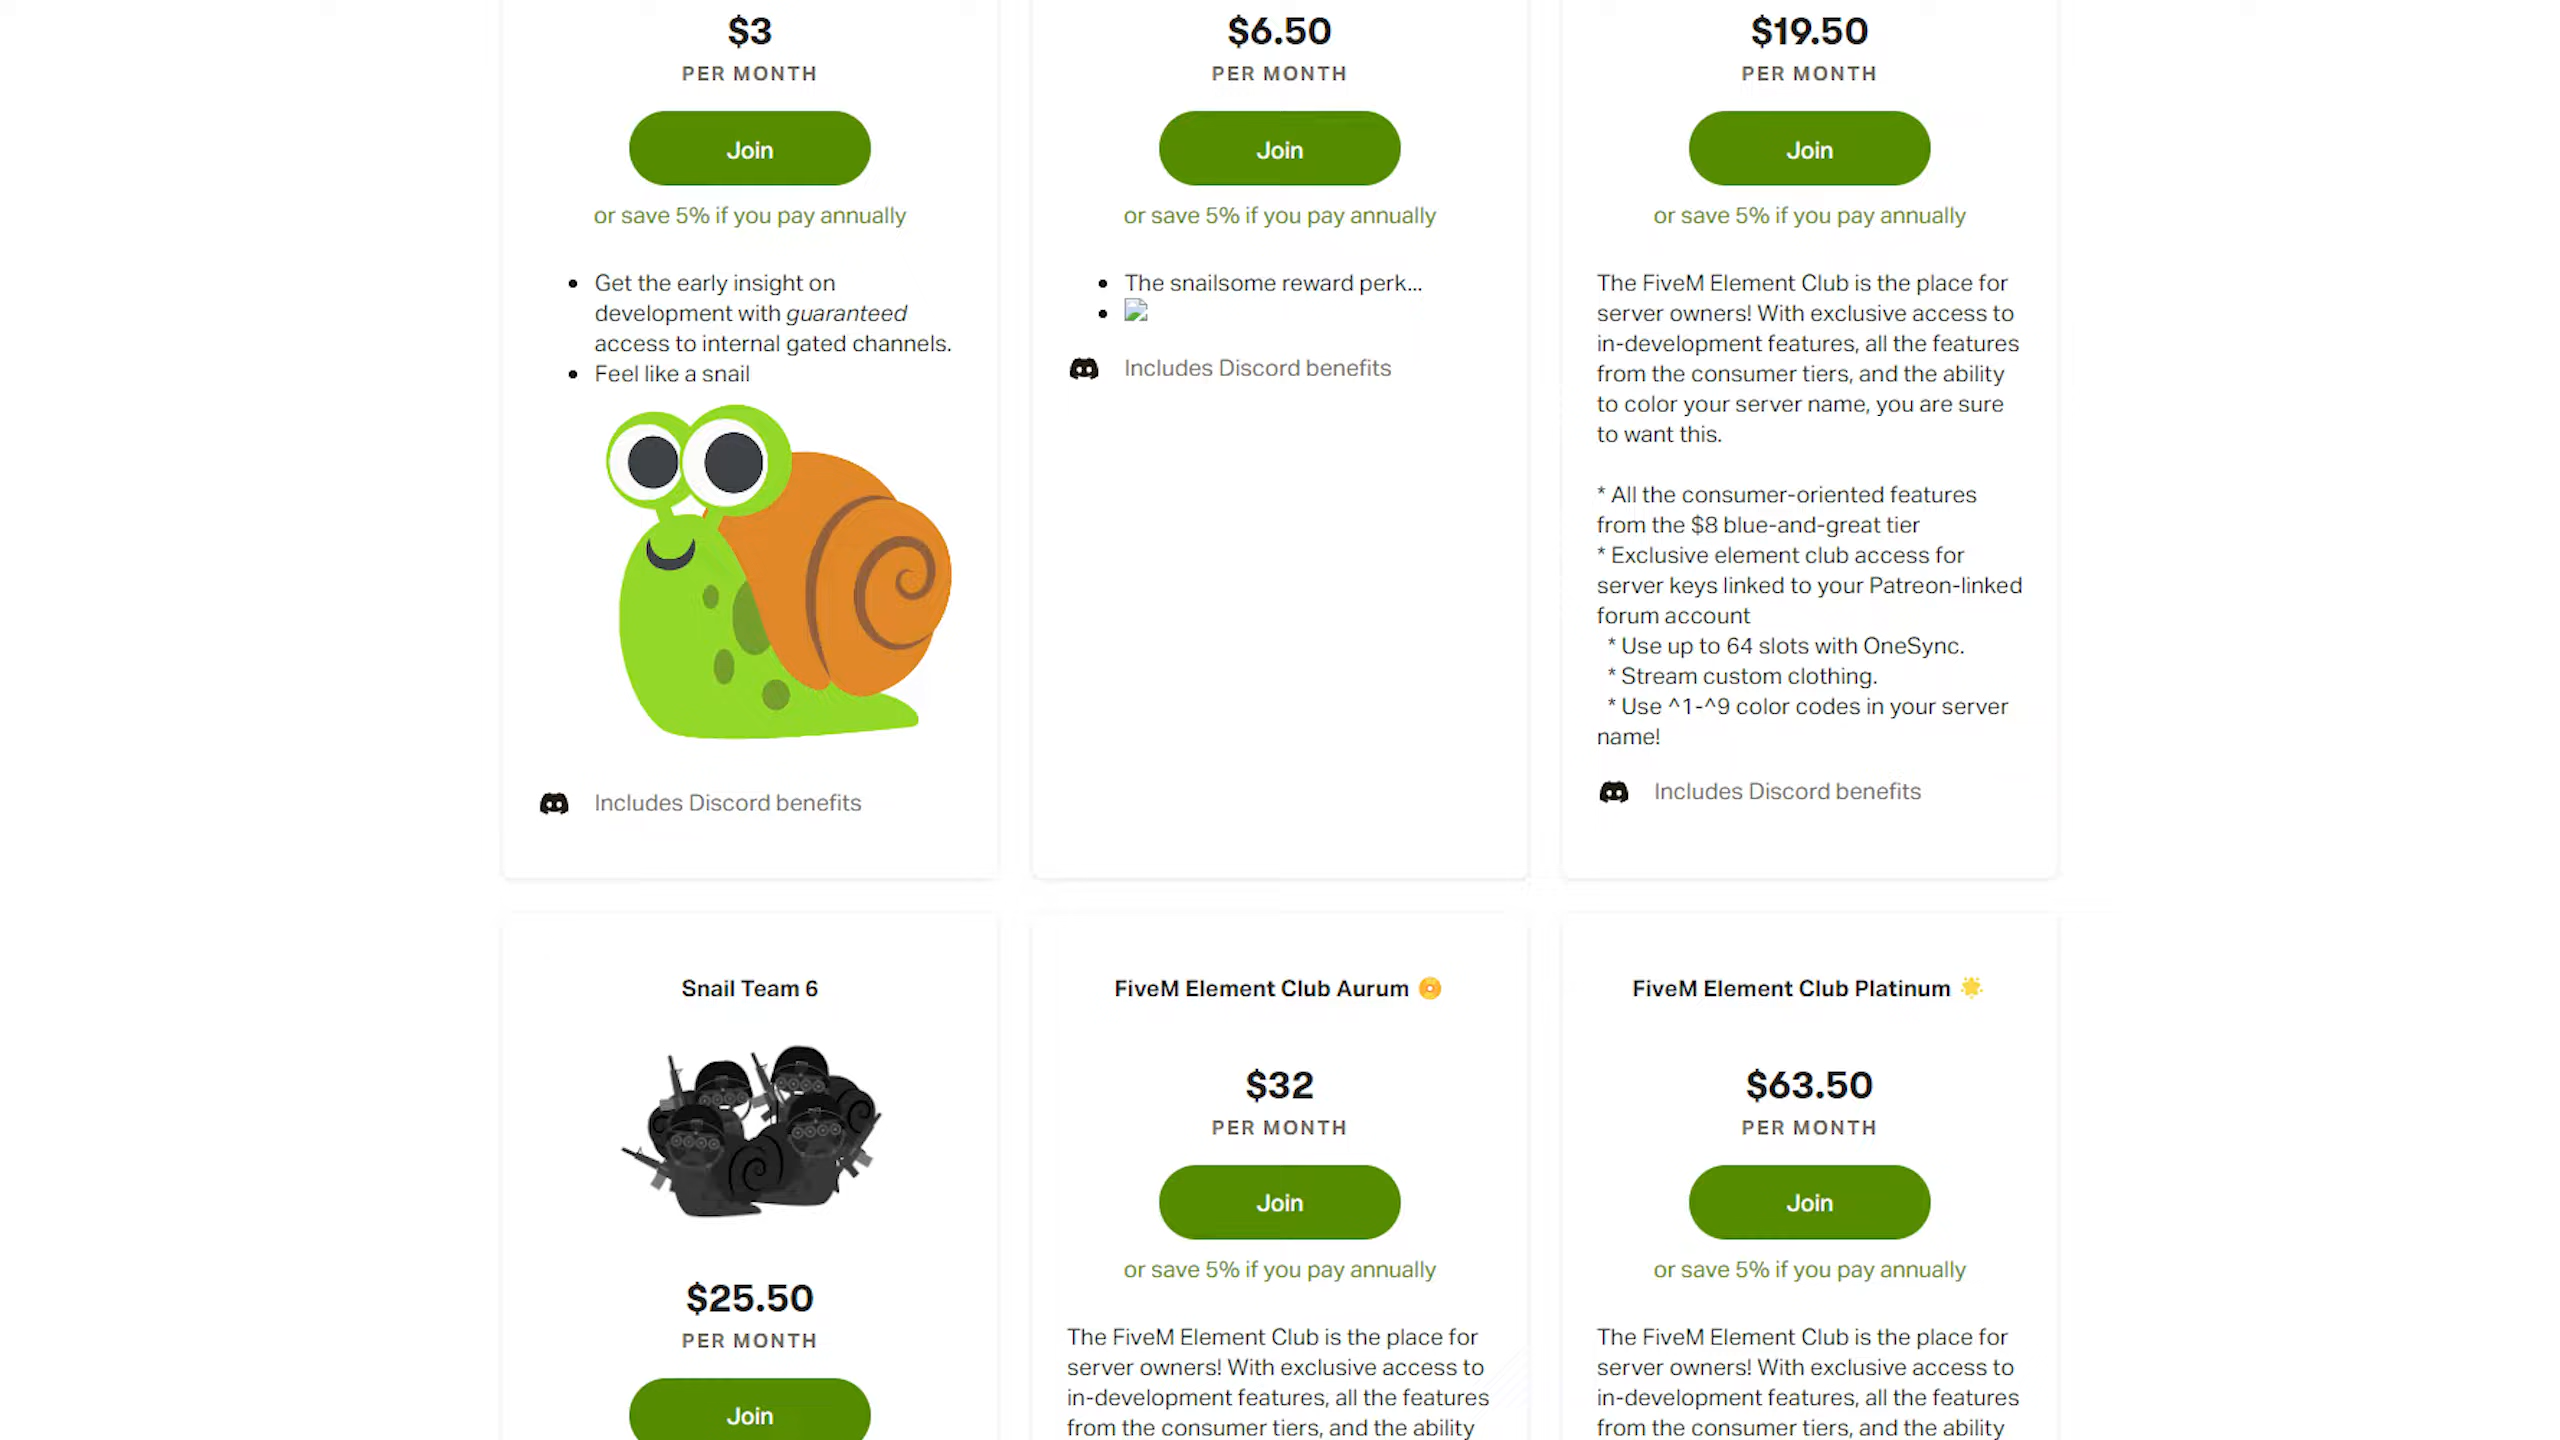 $3
PER MONTH
Join
or save 5% if you pay annually
Get the early insight on
development with guaranteed
access to internal gated channels.
Feel like a snail
Includes Discord benefits
$6.50
PER MONTH
Join
or save 5% if you pay annually
The snailsome reward perk...
Includes Discord benefits
$19.50
PER MONTH
Join
or save 5% if you pay annually
The FiveM Element Club is the place for
server owners! With exclusive access to
in-development features, all the features
from the consumer tiers, and the ability
to color your server name, you are sure
to want this.
* All the consumer-oriented features
from the $8 blue-and-great tier
* Exclusive element club access for
server keys linked to your Patreon-linked
forum account
* Use up to 64 slots with OneSync.
* Stream custom clothing.
* Use ^1-^9 color codes in your server
name!
Includes Discord benefits
Snail Team 6
$25.50
PER MONTH
Join
FiveM Element Club Aurum
$32
PER MONTH
Join
or save 5% if you pay annually
The FiveM Element Club is the place for
server owners! With exclusive access to
in-development features, all the features
from the consumer tiers, and the ability
FiveM Element Club Platinum
$63.50
PER MONTH
Join
or save 5% if you pay annually
The FiveM Element Club is the place for
server owners! With exclusive access to
in-development features, all the features
from the consumer tiers, and the ability